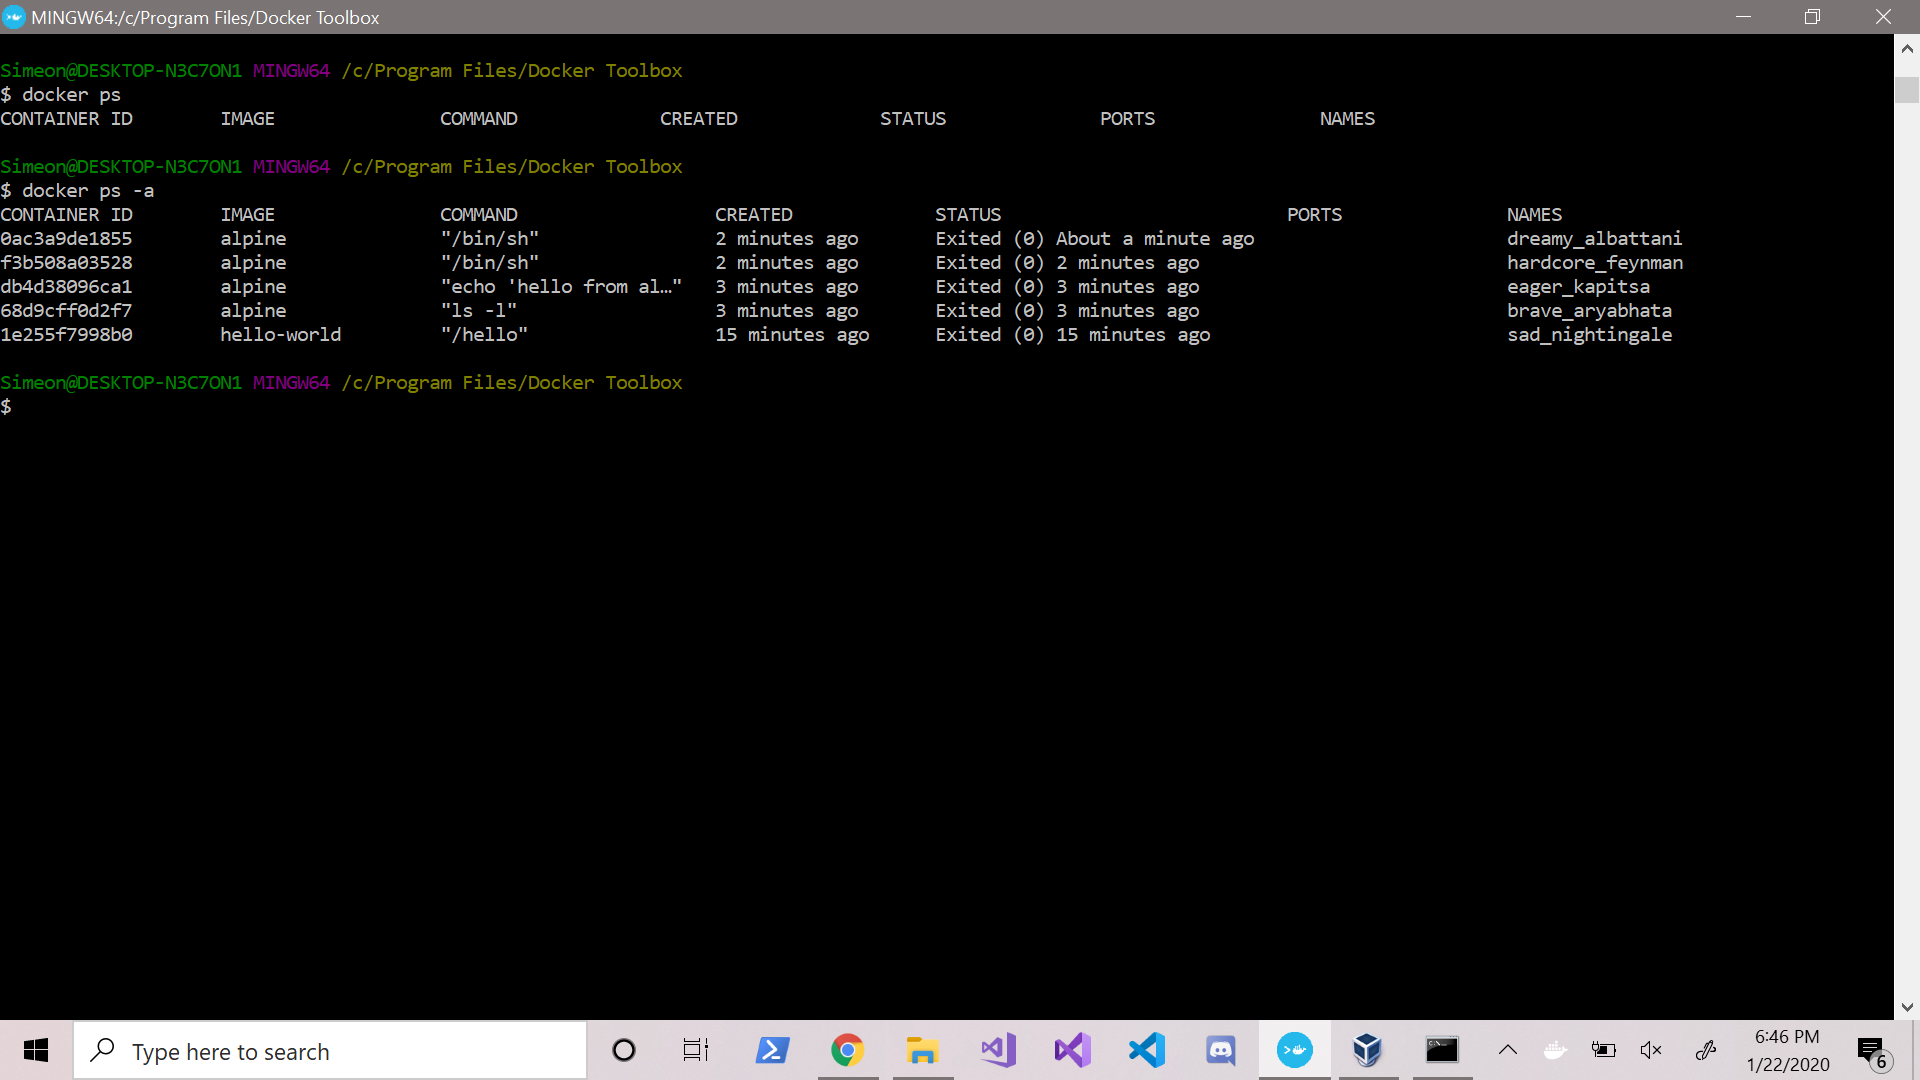 MINGW64:/c/Program Files/Docker Toolbox
Simeon@DESKTOP-N3C7ON1 MINGW64 /c/Program Files/Docker Toolbox
$ docker ps
CONTAINER ID        IMAGE               COMMAND             CREATED             STATUS              PORTS               NAMES
Simeon@DESKTOP-N3C7ON1 MINGW64 /c/Program Files/Docker Toolbox
$ docker ps -a
CONTAINER ID        IMAGE               COMMAND                  CREATED             STATUS                          PORTS               NAMES
0ac3a9de1855        alpine              "/bin/sh"                2 minutes ago       Exited (0) About a minute ago                       dreamy_albattani
f3b508a03528        alpine              "/bin/sh"                2 minutes ago       Exited (0) 2 minutes ago                            hardcore_feynman
db4d38096ca1        alpine              "echo 'hello from al…"   3 minutes ago       Exited (0) 3 minutes ago                            eager_kapitsa
68d9cff0d2f7        alpine              "ls -l"                  3 minutes ago       Exited (0) 3 minutes ago                            brave_aryabhata
1e255f7998b0        hello-world         "/hello"                 15 minutes ago      Exited (0) 15 minutes ago                           sad_nightingale
Simeon@DESKTOP-N3C7ON1 MINGW64 /c/Program Files/Docker Toolbox
$
Type here to search
6:46 PM
1/22/2020
6